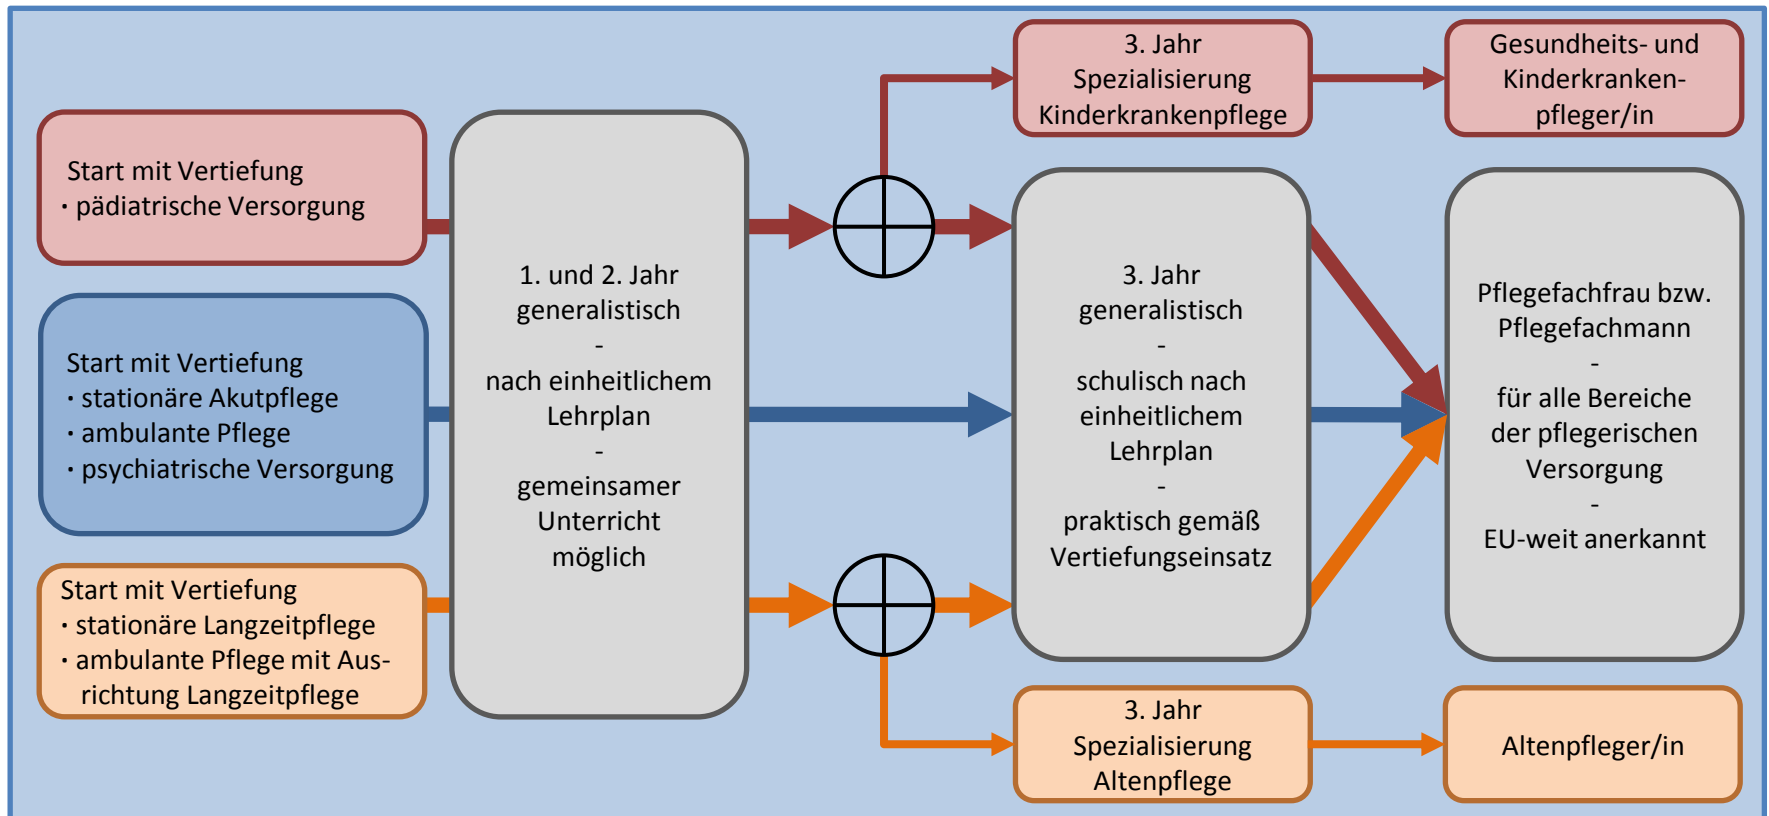 Start mit Vertiefung
· pädiatrische Versorgung
Start mit Vertiefung
· stationäre Akutpflege
· ambulante Pflege
· psychiatrische Versorgung
Start mit Vertiefung
· stationäre Langzeitpflege
· ambulante Pflege mit Aus-
richtung Langzeitpflege
1. und 2. Jahr
generalistisch
-
nach einheitlichem
Lehrplan
-
gemeinsamer
Unterricht
möglich
3. Jahr
Spezialisierung
Kinderkrankenpflege
3. Jahr
generalistisch
-
schulisch nach
einheitlichem
Lehrplan
-
praktisch gemäß
Vertiefungseinsatz
3. Jahr
Spezialisierung
Altenpflege
Gesundheits- und
Kinderkranken-
pfleger/in
Pflegefachfrau bzw.
Pflegefachmann
-
für alle Bereiche
der pflegerischen
Versorgung
-
EU-weit anerkannt
Altenpfleger/in